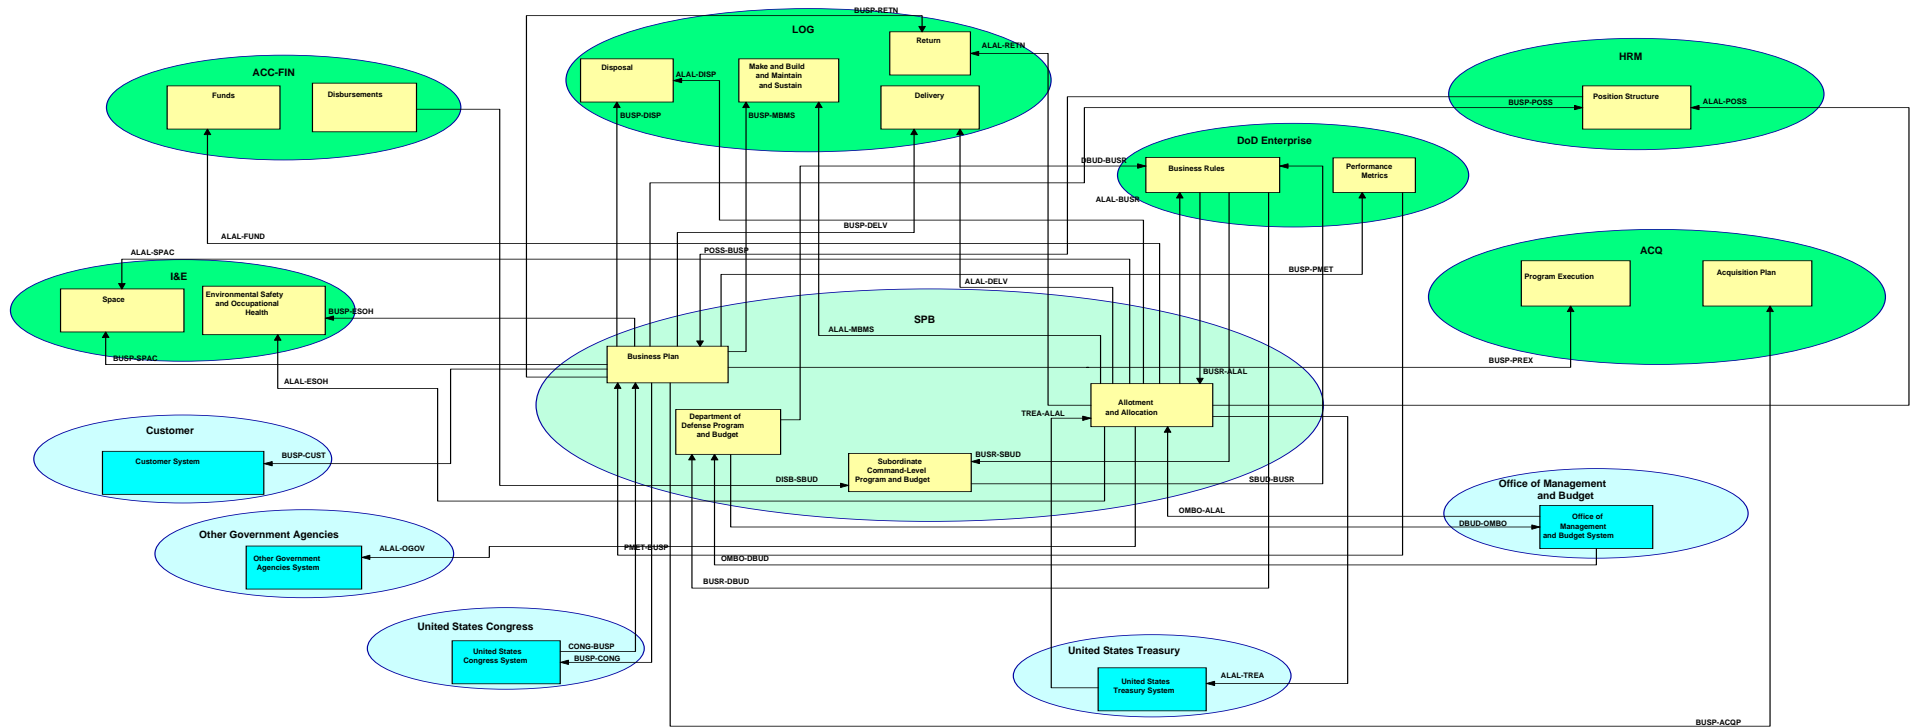 BUSP-RETN
LOG
Return
ALAL-RETN
HRM
ACC-FIN
Funds
Disbursements
Disposal
ALAL-DISP
Make and Build
and Maintain
and Sustain
Delivery
BUSP-DISP
BUSP-MBMS
Position Structure
BUSP-POSS
ALAL-POSS
DoD Enterprise
DBUD-BUSR
Business Rules
Performance
Metrics
ALAL-BUSR
BUSP-DELV
ALAL-FUND
ALAL-SPAC
POSS-BUSP
BUSP-PMET
ACQ
Program Execution
Acquisition Plan
I&E
Space
Environmental Safety
and Occupational
Health
BUSP-ESOH
ALAL-DELV
SPB
ALAL-MBMS
BUSP-SPAC
Business Plan
BUSP-PREX
BUSR-ALAL
ALAL-ESOH
Allotment
and Allocation
TREA-ALAL
Department of
Defense Program
and Budget
Customer
Customer System
BUSP-CUST
Subordinate
Command-Level
Program and Budget
BUSR-SBUD
DISB-SBUD
SBUD-BUSR
Office of Management
and Budget
OMBO-ALAL
DBUD-OMBO
Office of
Management
and Budget System
Other Government Agencies
Other Government
Agencies System
ALAL-OGOV
PMET-BUSP
OMBO-DBUD
BUSR-DBUD
United States Congress
United States
Congress System
CONG-BUSP
BUSP-CONG
United States Treasury
United States
Treasury System
ALAL-TREA
BUSP-ACQP